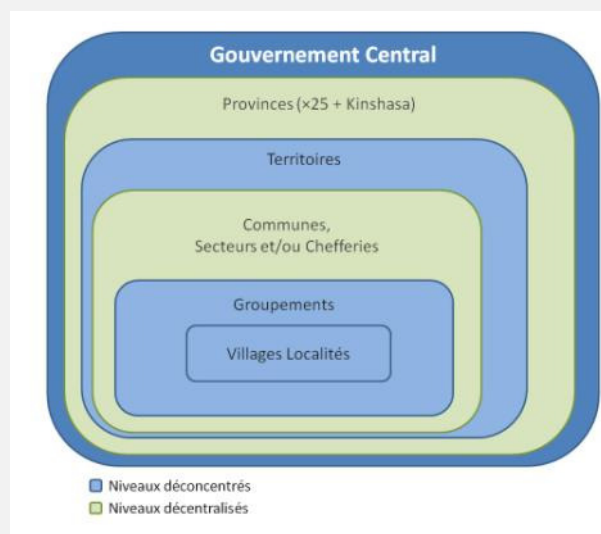 Gouvernement Central
Provinces (×25 + Kinshasa)
Territoires
Communes,
Secteurs et/ou Chefferies
Groupements
Villages Localités
Niveaux déconcentrés
Niveaux décentralisés